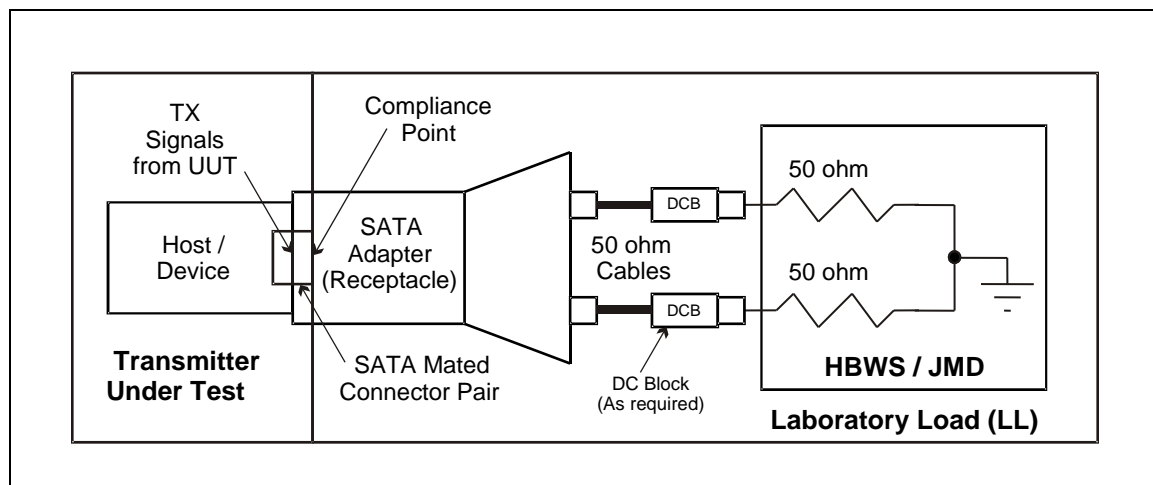 TX
Signals
from UUT
Compliance
Point
Host /
Device
SATA
Adapter
(Receptacle)
50 ohm
Cables
DCB
DCB
50 ohm
50 ohm
HBWS / JMD
Transmitter
Under Test
SATA Mated
Connector Pair
DC Block
(As required)
Laboratory Load (LL)